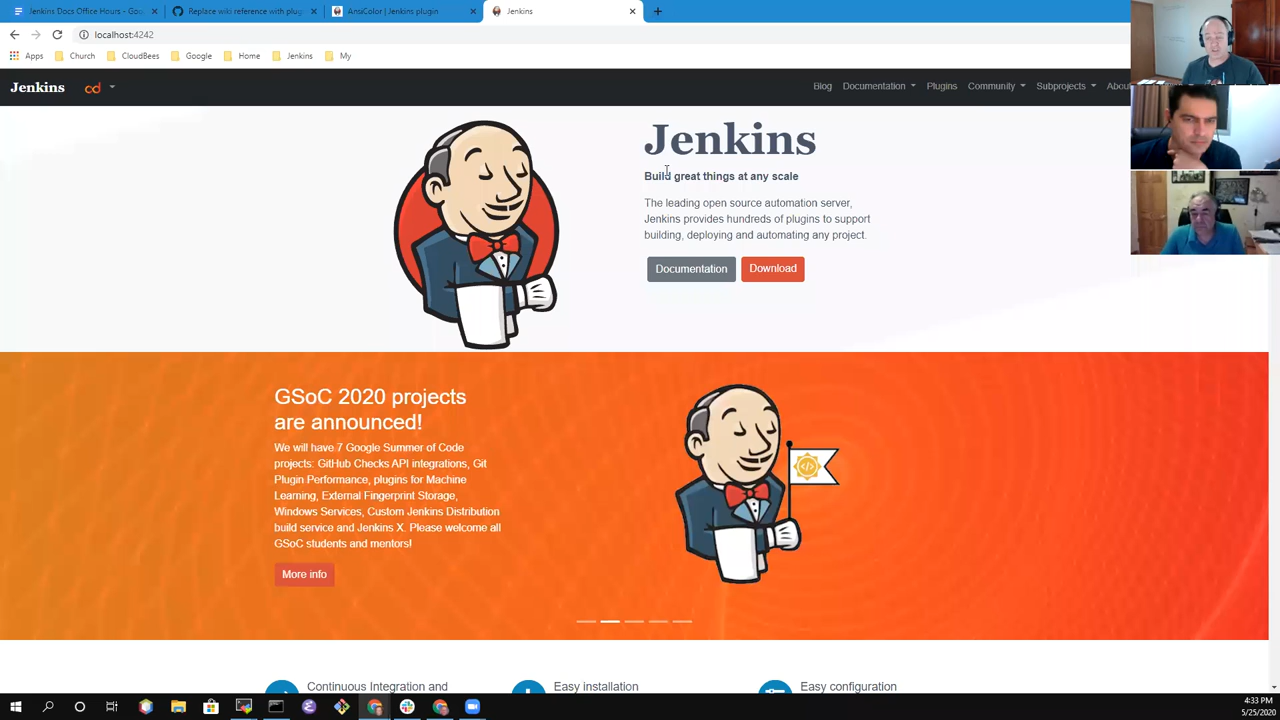 Jenkins Docs Office Hours - Goo
Replace wiki reference with plug
AnsiColor | Jenkins plugin
Jenkins
localhost:4242
Apps
Church
CloudBees
Google
Home
Jenkins
My
Jenkins
cd
Blog
Documentation
Plugins
Community
Subprojects
Abou
Jenkins
Build great things at any scale
The leading open source automation server,
Jenkins provides hundreds of plugins to support
building, deploying and automating any project.
Documentation
Download
GSoC 2020 projects
are announced!
We will have 7 Google Summer of Code
projects: GitHub Checks API integrations, Git
Plugin Performance, plugins for Machine
Learning, External Fingerprint Storage,
Windows Services, Custom Jenkins Distribution
build service and Jenkins X. Please welcome all
GSoC students and mentors!
More info
Continuous Integration and
Easy installation
Easy configuration
4:33 PM
5/25/2020